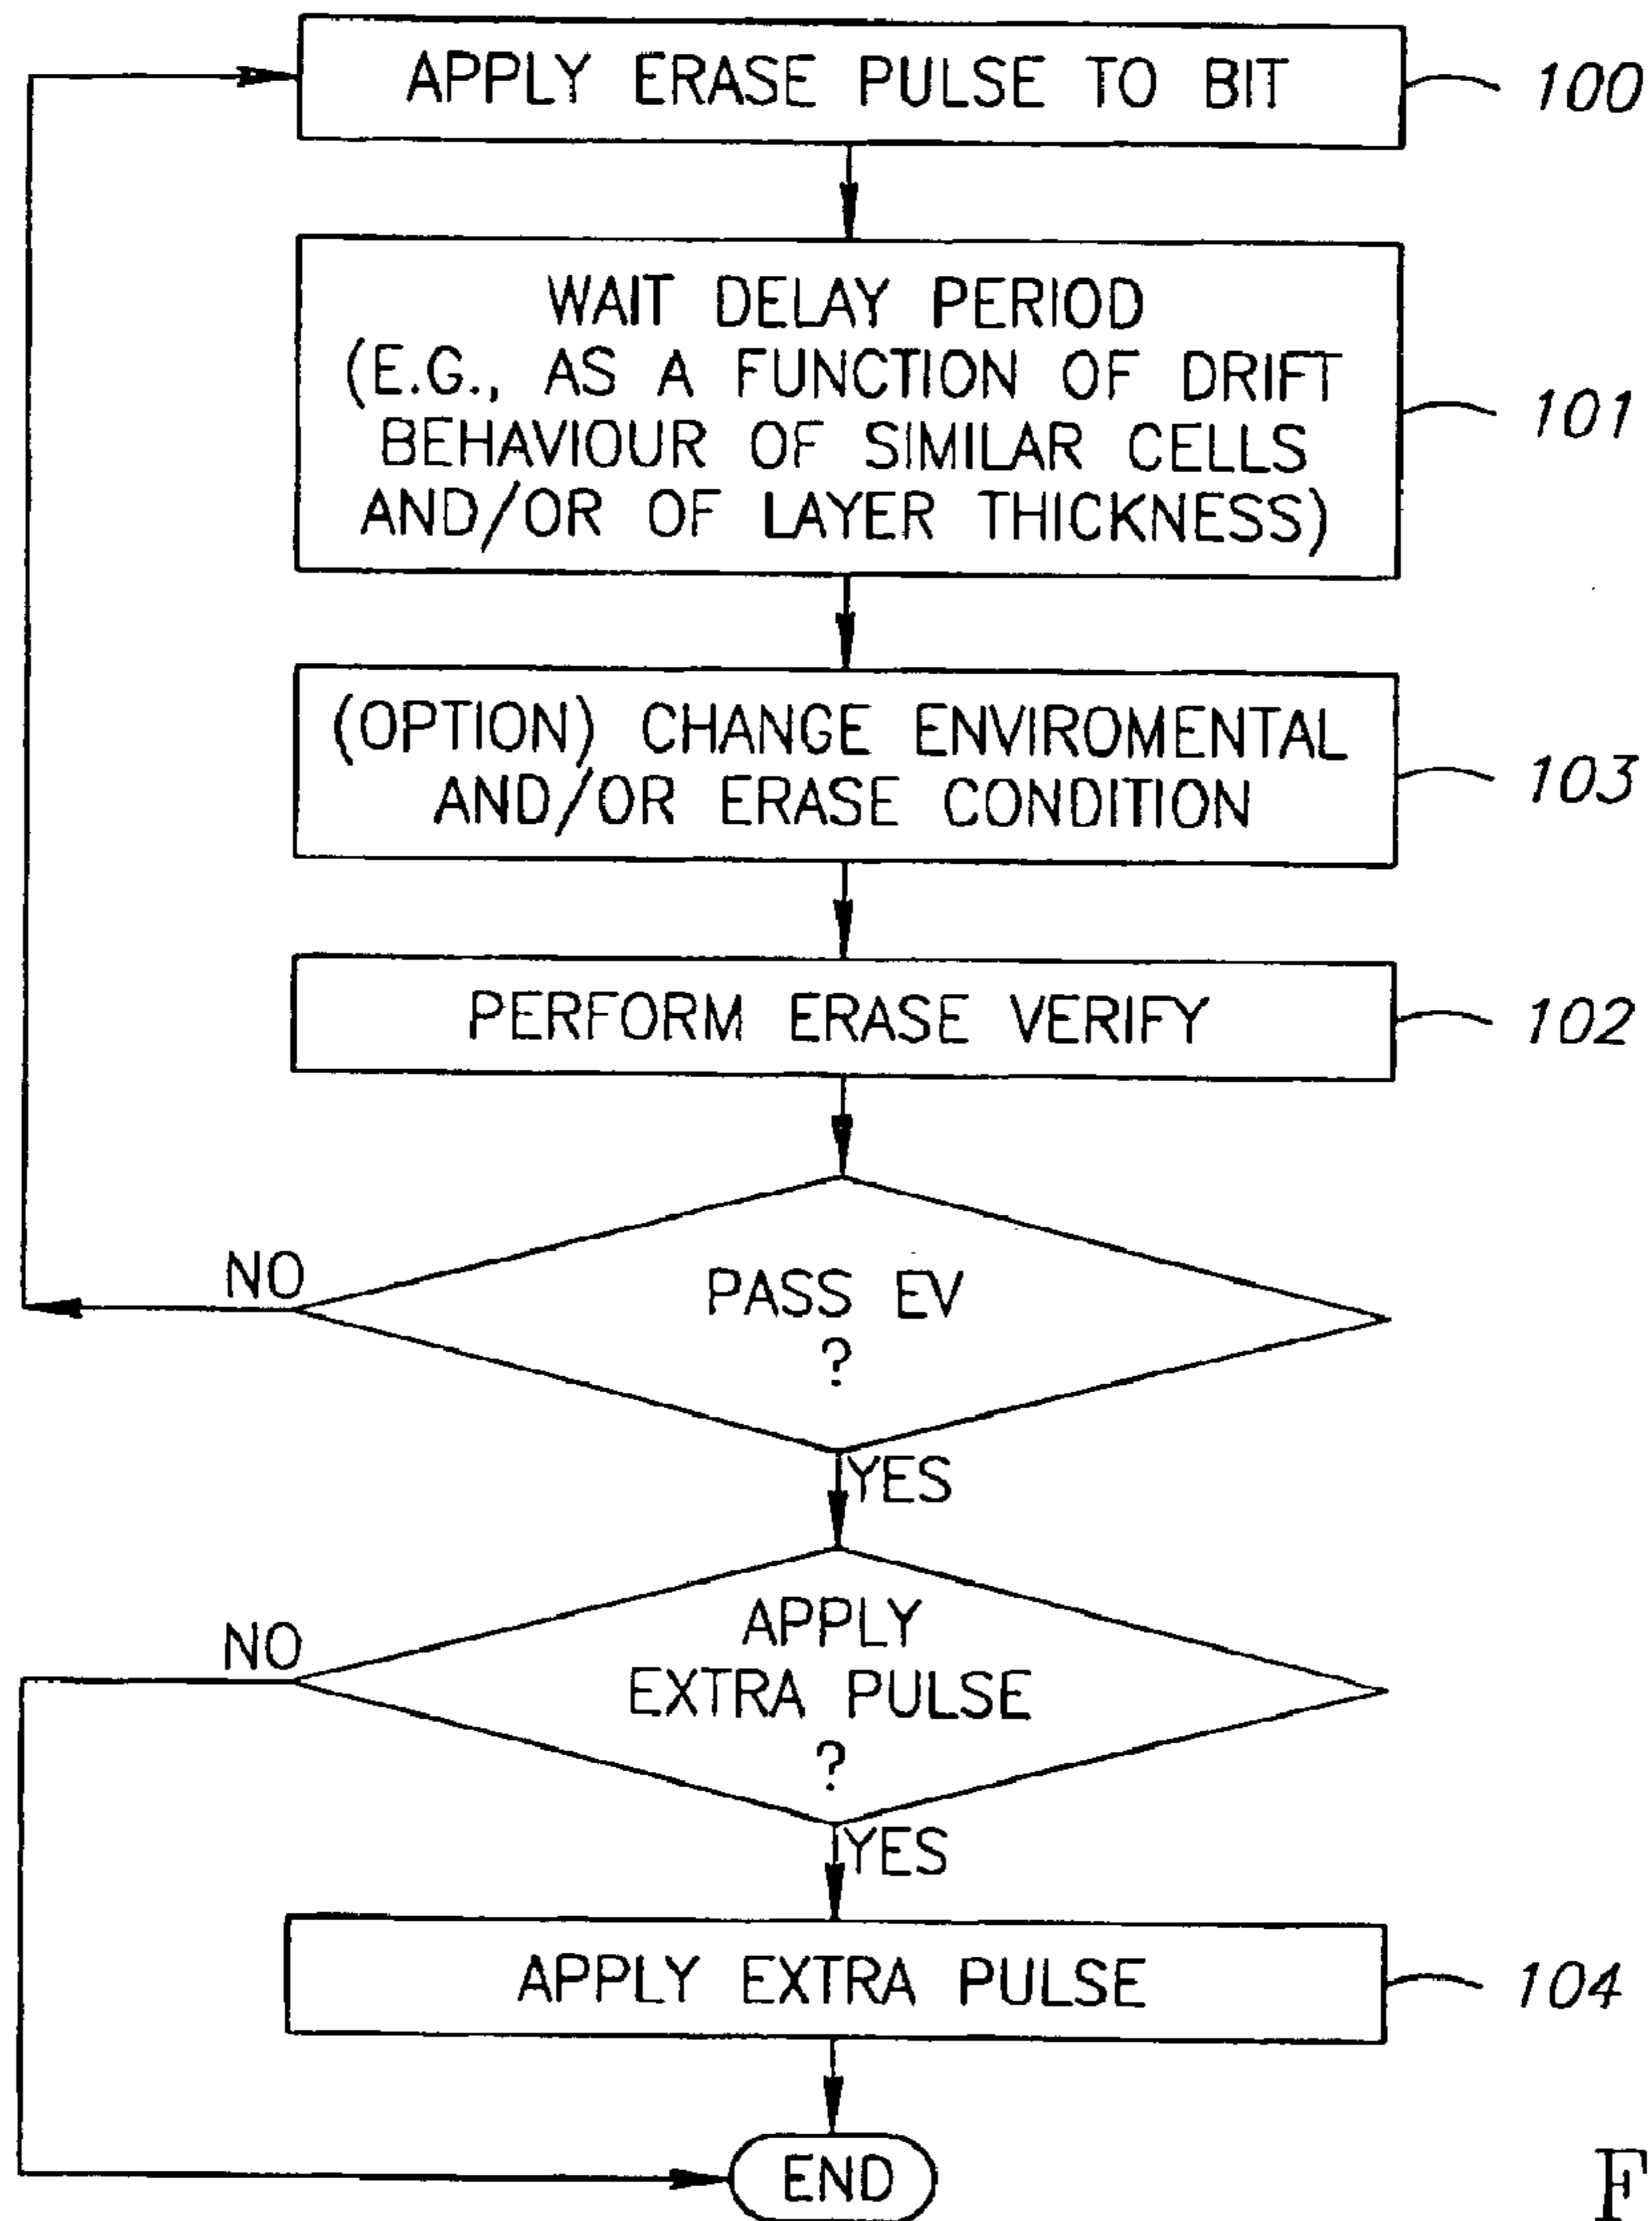 APPLY ERASE PULSE TO BIT
100
WAIT DELAY PERIOD
(E.G., AS A FUNCTION OF DRIFT
BEHAVIOUR OF SIMILAR CELLS
AND/OR OF LAYER THICKNESS)
101
(OPTION) CHANGE ENVIROMENTAL
AND/OR ERASE CONDITION
103
PERFORM ERASE VERIFY
102
NO
PASS EV
?
YES
NO
APPLY
EXTRA PULSE
?
YES
APPLY EXTRA PULSE
104
END
F